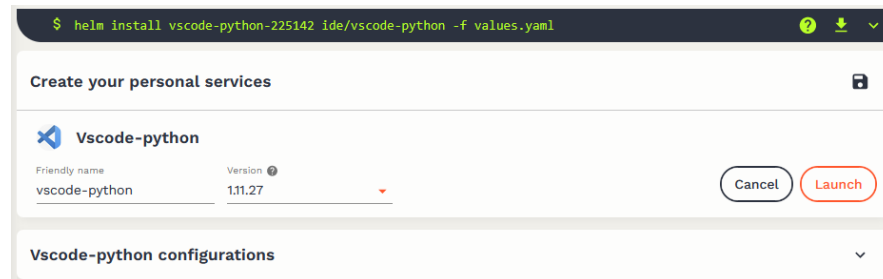 $ helm install vscode-python-225142 ide/vscode-python -f values.yaml
Create your personal services
Vscode-python
Friendly name
Version
vscode-python
1.11.27
Cancel
Launch
Vscode-python configurations